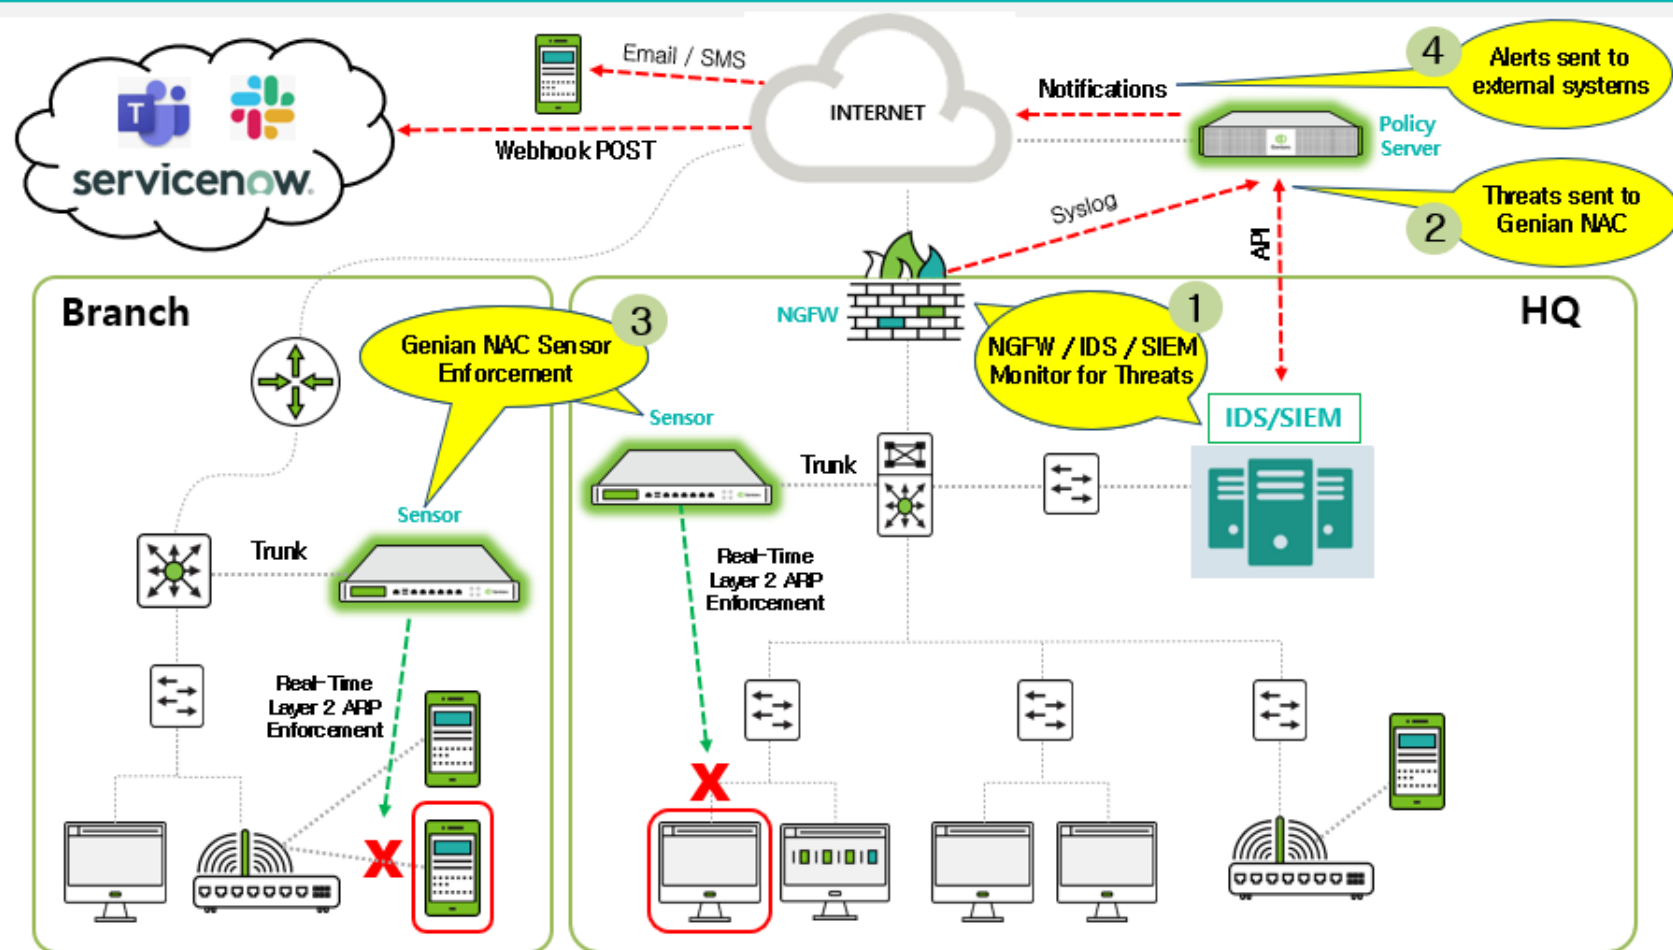 Email / SMS
INTERNET
Notifications
4
Alerts sent to
external systems
T
servicenow.
Webhook POST
Policy
Server
Syslog
API
2
Threats sent to
Genian NAC
Branch
HQ
3
Genian NAC Sensor
Enforcement
NGFW
1
NGFW / IDS / SIEM
Monitor for Threats
Sensor
IDS/SIEM
Trunk
Sensor
Trunk
Real-Time
Layer 2 ARP
Enforcement
Real-Time
Layer 2 ARP
Enforcement
X
X